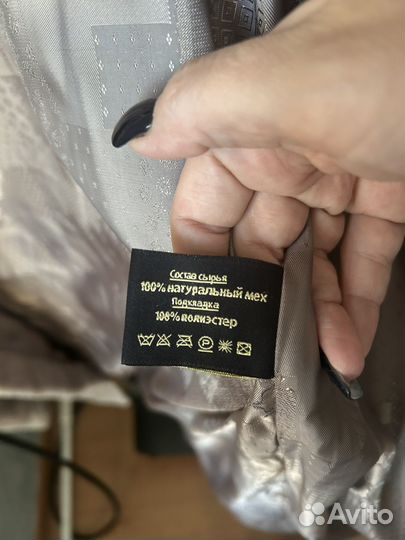 Состав сырья
100% натуральный мех
Подкладка
100% полиэстер
P
Avito